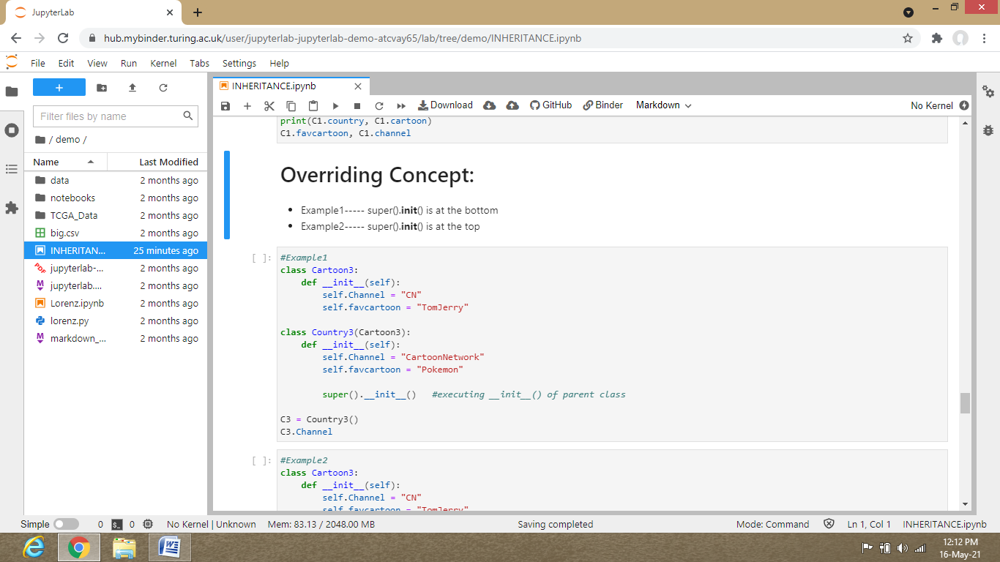 JupyterLab
hub.mybinder.turing.ac.uk/user/jupyterlab-jupyterlab-demo-atcvay65/lab/tree/demo/INHERITANCE.ipynb
File Edit View Run Kernel Tabs Settings Help
Filter files by name
/ demo /
Name Last Modified
data 2 months ago
notebooks 2 months ago
TCGA_Data 2 months ago
big.csv 2 months ago
INHERITAN... 25 minutes ago
jupyterlab-... 2 months ago
jupyterlab.... 2 months ago
Lorenz.ipynb 2 months ago
lorenz.py 2 months ago
markdown_... 2 months ago
INHERITANCE.ipynb
Download GitHub Binder Markdown No Kernel
print(C1.country, C1.cartoon)
C1.favcartoon, C1.channel
Overriding Concept:
• Example1----- super().init() is at the bottom
• Example2----- super().init() is at the top
[ ]: #Example1
class Cartoon3:
    def __init__(self):
        self.Channel = "CN"
        self.favcartoon = "TomJerry"
class Country3(Cartoon3):
    def __init__(self):
        self.Channel = "CartoonNetwork"
        self.favcartoon = "Pokemon"
        super().__init__()   #executing __init__() of parent class
C3 = Country3()
C3.Channel
[ ]: #Example2
class Cartoon3:
    def __init__(self):
        self.Channel = "CN"
        self.favcartoon = "TomJerry"
Simple 0 $_ 0 No Kernel | Unknown Mem: 83.13 / 2048.00 MB Saving completed Mode: Command Ln 1, Col 1 INHERITANCE.ipynb
12:12 PM
16-May-21